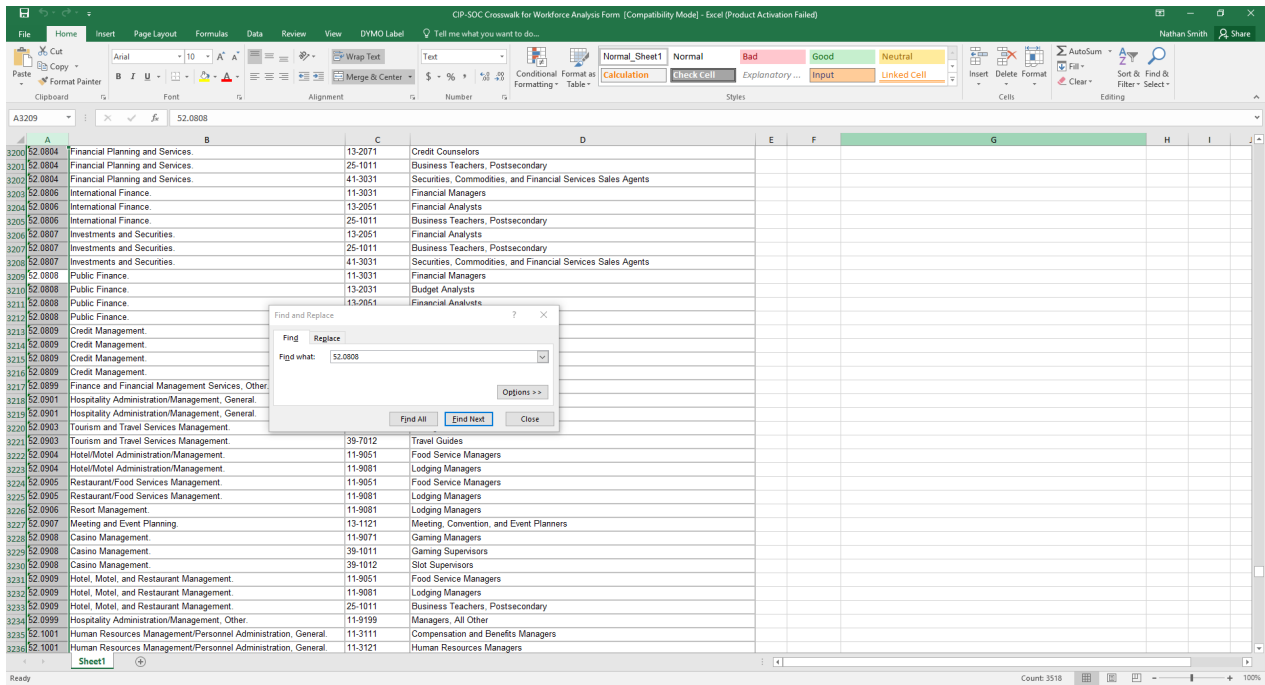 CIP-SOC Crosswalk for Workforce Analysis Form [Compatibility Mode] - Excel (Product Activation Failed)
File Home Insert Page Layout Formulas Data Review View DYMO Label Tell me what you want to do... Nathan Smith Share
Cut Arial 10 Wrap Text Text Normal_Sheet1 Normal Bad Good Neutral AutoSum
Copy Fill
Paste Format Painter B I U Merge & Center $ % Conditional Formatting Format as Table Calculation Check Cell Explanatory ... Input Linked Cell Insert Delete Format Clear Sort & Filter Find & Select
Clipboard Font Alignment Number Styles Cells Editing
A3209 fx 52.0808
A B C D E F G H I J
3200 52.0804 Financial Planning and Services. 13-2071 Credit Counselors
3201 52.0804 Financial Planning and Services. 25-1011 Business Teachers, Postsecondary
3202 52.0804 Financial Planning and Services. 41-3031 Securities, Commodities, and Financial Services Sales Agents
3203 52.0806 International Finance. 11-3031 Financial Managers
3204 52.0806 International Finance. 13-2051 Financial Analysts
3205 52.0806 International Finance. 25-1011 Business Teachers, Postsecondary
3206 52.0807 Investments and Securities. 13-2051 Financial Analysts
3207 52.0807 Investments and Securities. 25-1011 Business Teachers, Postsecondary
3208 52.0807 Investments and Securities. 41-3031 Securities, Commodities, and Financial Services Sales Agents
3209 52.0808 Public Finance. 11-3031 Financial Managers
3210 52.0808 Public Finance. 13-2031 Budget Analysts
3211 52.0808 Public Finance. 13-2051 Financial Analysts
3212 52.0808 Public Finance.
3213 52.0809 Credit Management.
3214 52.0809 Credit Management.
3215 52.0809 Credit Management.
3216 52.0809 Credit Management.
3217 52.0899 Finance and Financial Management Services, Other.
3218 52.0901 Hospitality Administration/Management, General.
3219 52.0901 Hospitality Administration/Management, General.
3220 52.0903 Tourism and Travel Services Management.
Find and Replace ?
Find Replace
Find what: 52.0808
Options >>
Find All Find Next Close
3221 52.0903 Tourism and Travel Services Management. 39-7012 Travel Guides
3222 52.0904 Hotel/Motel Administration/Management. 11-9051 Food Service Managers
3223 52.0904 Hotel/Motel Administration/Management. 11-9081 Lodging Managers
3224 52.0905 Restaurant/Food Services Management. 11-9051 Food Service Managers
3225 52.0905 Restaurant/Food Services Management. 11-9081 Lodging Managers
3226 52.0906 Resort Management. 11-9081 Lodging Managers
3227 52.0907 Meeting and Event Planning. 13-1121 Meeting, Convention, and Event Planners
3228 52.0908 Casino Management. 11-9071 Gaming Managers
3229 52.0908 Casino Management. 39-1011 Gaming Supervisors
3230 52.0908 Casino Management. 39-1012 Slot Supervisors
3231 52.0909 Hotel, Motel, and Restaurant Management. 11-9051 Food Service Managers
3232 52.0909 Hotel, Motel, and Restaurant Management. 11-9081 Lodging Managers
3233 52.0909 Hotel, Motel, and Restaurant Management. 25-1011 Business Teachers, Postsecondary
3234 52.0999 Hospitality Administration/Management, Other. 11-9199 Managers, All Other
3235 52.1001 Human Resources Management/Personnel Administration, General. 11-3111 Compensation and Benefits Managers
3236 52.1001 Human Resources Management/Personnel Administration, General. 11-3121 Human Resources Managers
Sheet1
Ready Count: 3518 100%